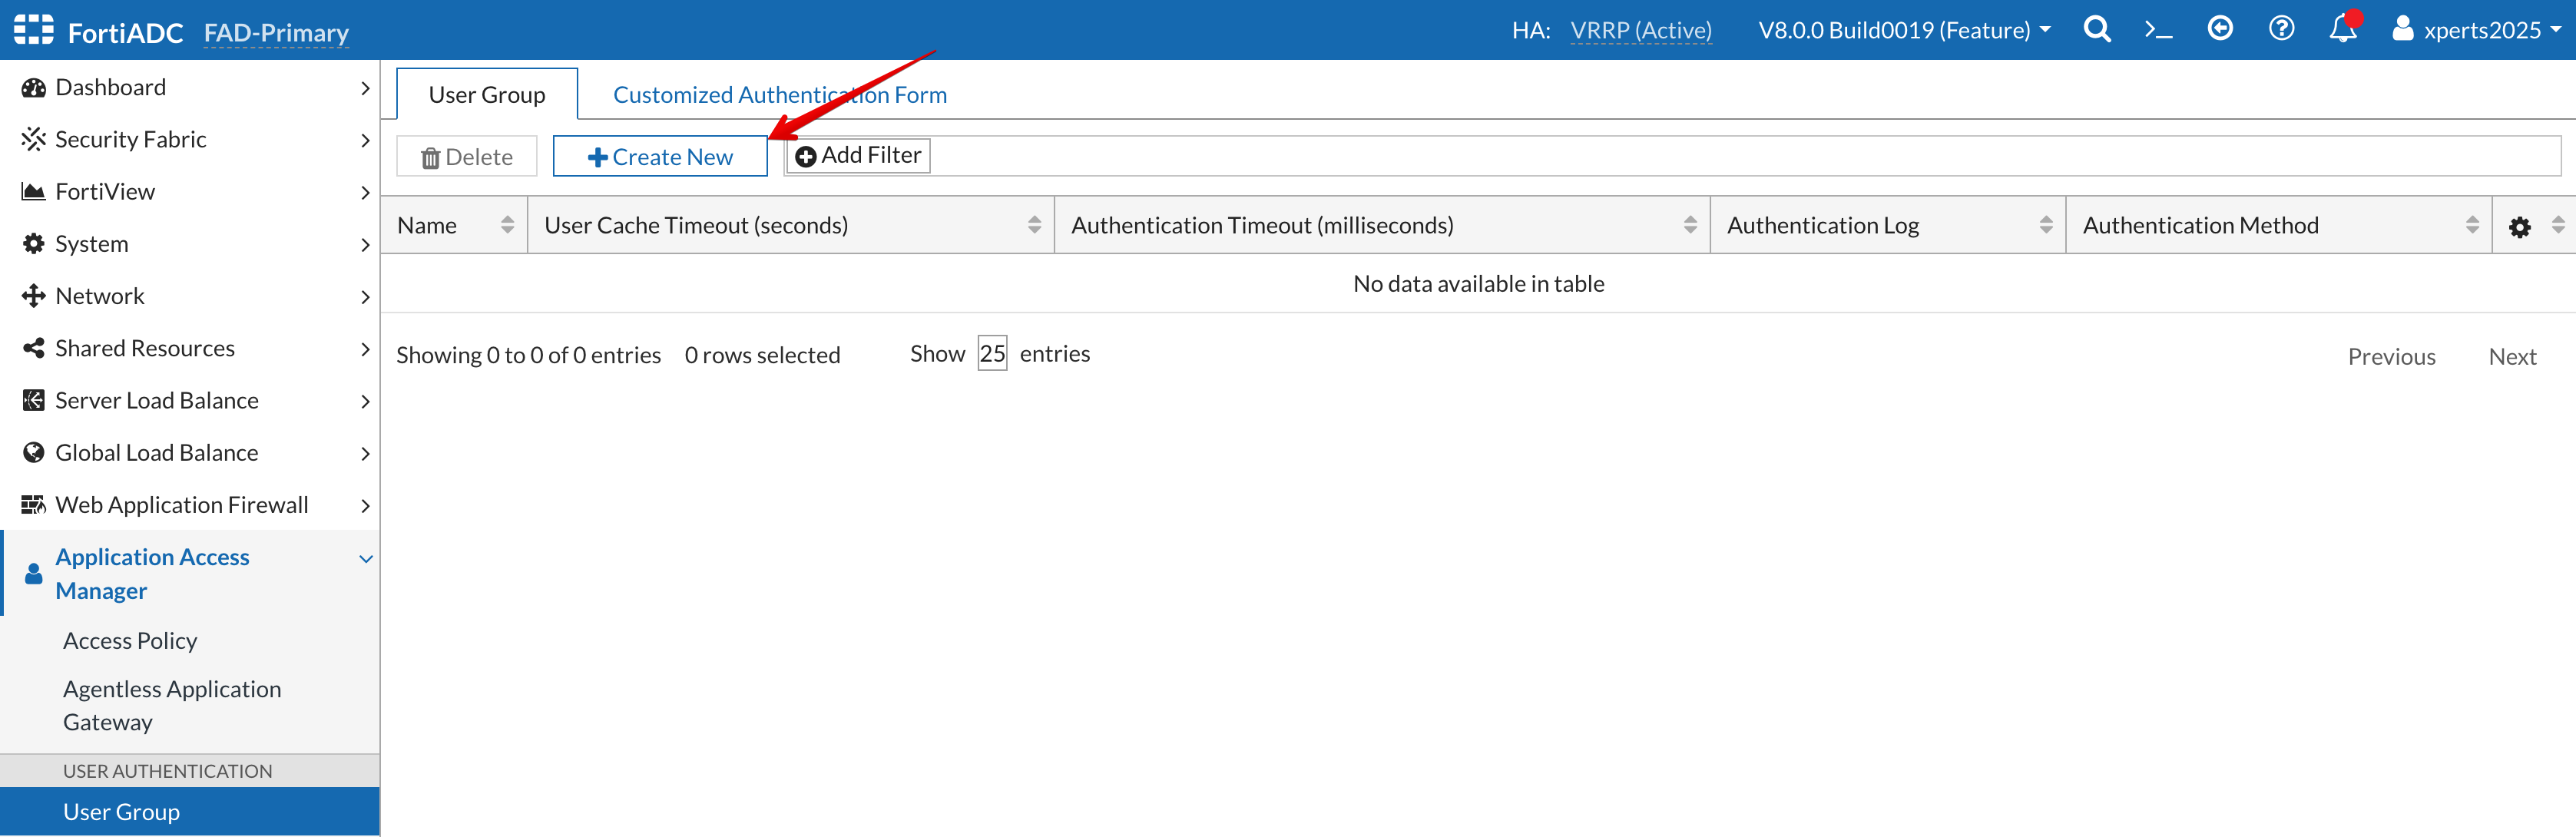 FortiADC FAD-Primary HA: VRRP (Active) V8.0.0 Build0019 (Feature) xperts2025
Dashboard
Security Fabric
FortiView
System
Network
Shared Resources
Server Load Balance
Global Load Balance
Web Application Firewall
Application Access
Manager
Access Policy
Agentless Application
Gateway
USER AUTHENTICATION
User Group
User Group Customized Authentication Form
Delete Create New Add Filter
Name User Cache Timeout (seconds) Authentication Timeout (milliseconds) Authentication Log Authentication Method
No data available in table
Showing 0 to 0 of 0 entries 0 rows selected Show 25 entries Previous Next